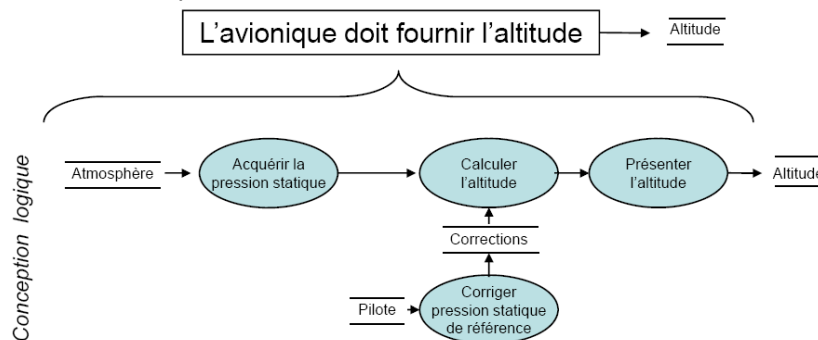 L'avionique doit fournir l'altitude
Altitude
Conception logique
Atmosphère
Acquérir la
pression statique
Calculer
l'altitude
Présenter
l'altitude
Altitude
Corrections
Pilote
Corriger
pression statique
de référence